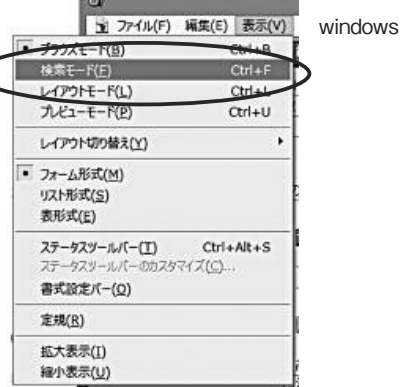 ファイル(F) 編集(E) 表示(V) windows
• ブラウズモード(B) Ctrl+B
検索モード(F) Ctrl+F
レイアウトモード(L) Ctrl+L
プレビューモード(P) Ctrl+U
レイアウト切り替え(Y)
• フォーム形式(M)
リスト形式(S)
表形式(E)
ステータスツールバー(T) Ctrl+Alt+S
ステータスツールバーのカスタマイズ(C)...
書式設定バー(O)
定規(R)
拡大表示(I)
縮小表示(U)